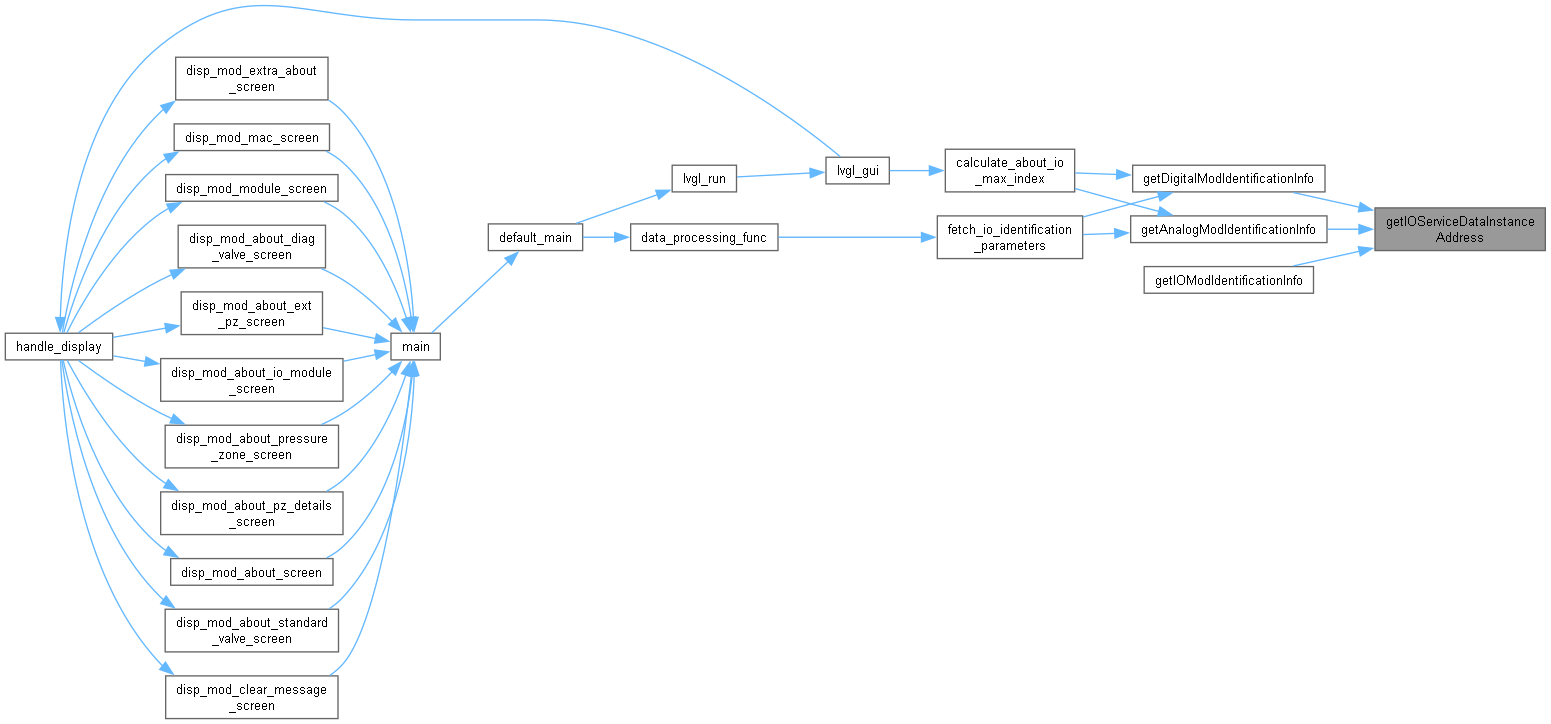 disp_mod_extra_about
_screen
disp_mod_mac_screen
disp_mod_module_screen
disp_mod_about_diag
_valve_screen
disp_mod_about_ext
_pz_screen
handle_display
disp_mod_about_io_module
_screen
disp_mod_about_pressure
_zone_screen
disp_mod_about_pz_details
_screen
disp_mod_about_screen
disp_mod_about_standard
_valve_screen
disp_mod_clear_message
_screen
main
default_main
lvgl_run
data_processing_func
lvgl_gui
calculate_about_io
_max_index
fetch_io_identification
_parameters
getDigitalModIdentificationInfo
getAnalogModIdentificationInfo
getIOModIdentificationInfo
getIOServiceDataInstance
Address